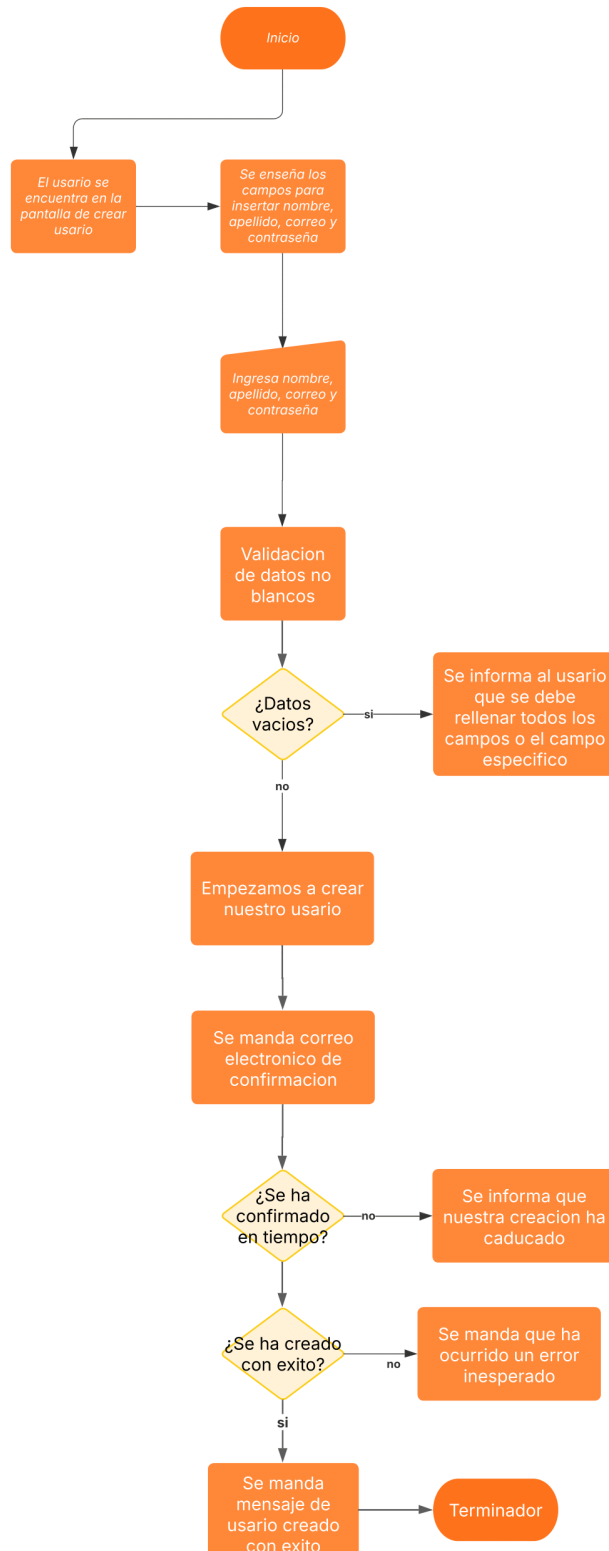 Inicio
El usario se
encuentra en la
pantalla de crear
usario
Se enseña los
campos para
insertar nombre,
apellido, correo y
contraseña
Ingresa nombre,
apellido, correo y
contraseña
Validacion
de datos no
blancos
¿Datos
vacios?
si
Se informa al usario
que se debe
rellenar todos los
campos o el campo
especifico
no
Empezamos a crear
nuestro usario
Se manda correo
electronico de
confirmacion
¿Se ha
confirmado
en tiempo?
no
Se informa que
nuestra creacion ha
caducado
¿Se ha creado
con exito?
no
Se manda que ha
ocurrido un error
inesperado
si
Se manda
mensaje de
usario creado
con exito
Terminador